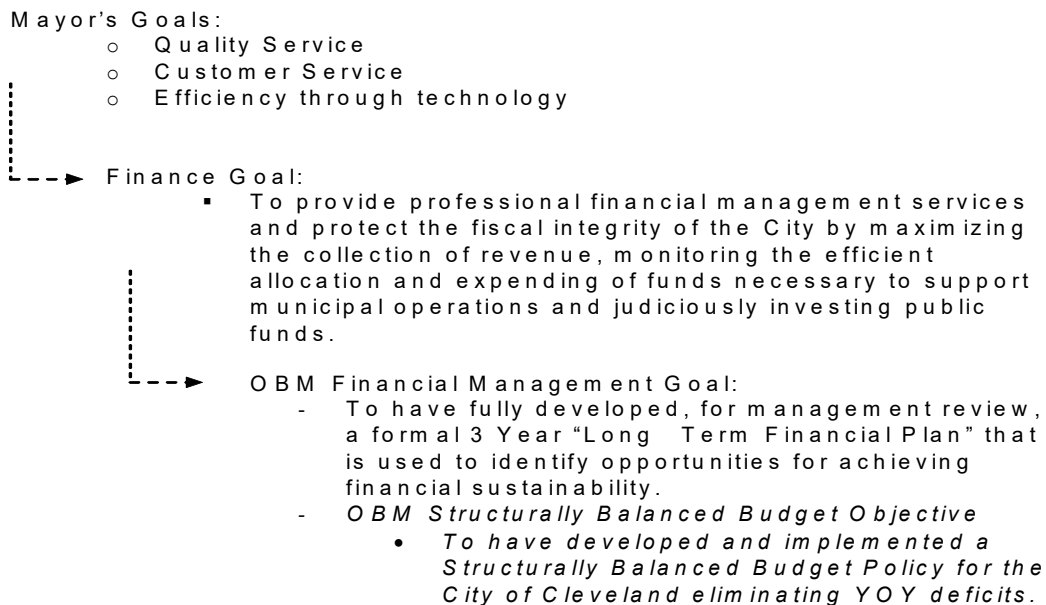 Mayor's Goals:
o Quality Service
o Customer Service
o Efficiency through technology
Finance Goal:
▪ To provide professional financial management services
and protect the fiscal integrity of the City by maximizing
the collection of revenue, monitoring the efficient
allocation and expending of funds necessary to support
municipal operations and judiciously investing public
funds.
OBM Financial Management Goal:
- To have fully developed, for management review,
a formal 3 Year “Long Term Financial Plan” that
is used to identify opportunities for achieving
financial sustainability.
- OBM Structurally Balanced Budget Objective
• To have developed and implemented a
Structurally Balanced Budget Policy for the
City of Cleveland eliminating YOY deficits.